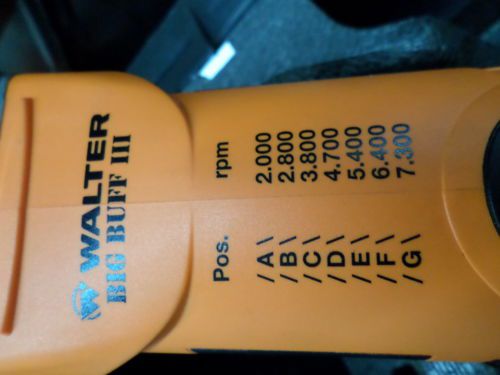 WALTER
BIG BUFF III
Pos. rpm
/A\ 2.000
/B\ 2.800
/C\ 3.800
/D\ 4.700
/E\ 5.400
/F\ 6.400
/G\ 7.300